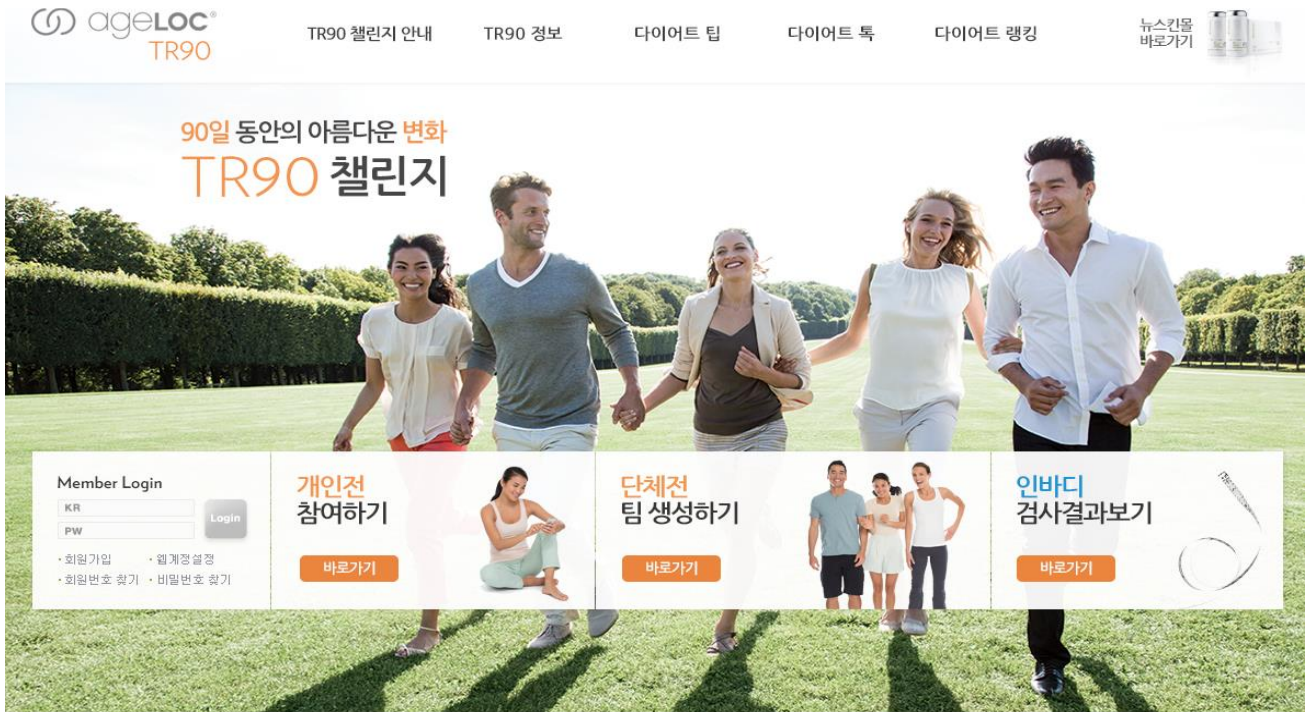 ageLOC®
TR90
TR90 챌린지 안내
TR90 정보
다이어트 팁
다이어트 톡
다이어트 랭킹
뉴스킨몰
바로가기
90일 동안의 아름다운 변화
TR90 챌린지
Member Login
KR
PW
Login
· 회원가입 · 웹계정설정
· 회원번호 찾기 · 비밀번호 찾기
개인전
참여하기
바로가기
단체전
팀 생성하기
바로가기
인바디
검사결과보기
바로가기